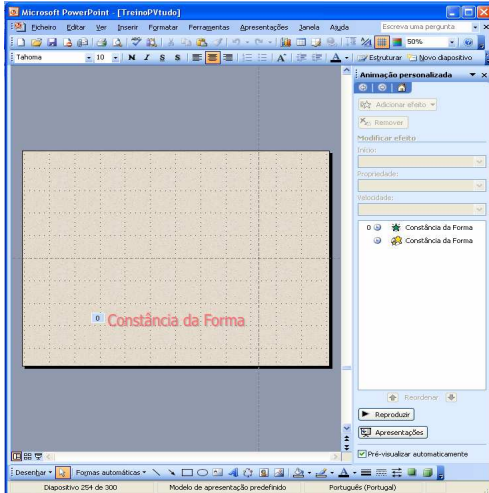 Microsoft PowerPoint - [TreinoPVtudo]
Ficheiro Editar Ver Inserir Formatar Ferramentas Apresentações Janela Ajuda Escreva uma pergunta
50%
Tahoma 10 N I S S A A Estruturar Novo diapositivo
Animação personalizada
Adicionar efeito
Remover
Modificar efeito
Início:
Propriedade:
Velocidade:
0 Constância da Forma
Constância da Forma
0 Constância da Forma
Reordenar
Reproduzir
Apresentações
Pré-visualizar automaticamente
Desenhar Formas automáticas A
Diapositivo 254 de 300 Modelo de apresentação predefinido Português (Portugal)